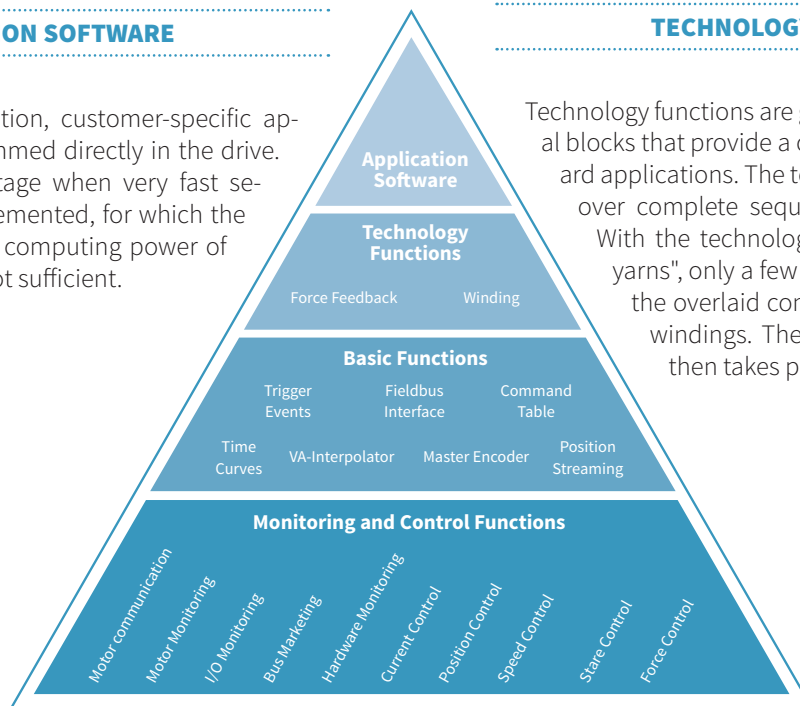 ON SOFTWARE
tion, customer-specific ap-
nmed directly in the drive.
tage when very fast se-
emented, for which the
computing power of
ot sufficient.
TECHNOLOG
Technology functions are
al blocks that provide a
ard applications. The
over complete sequ
With the technolog
yarns", only a few
the overlaid
windings. The
then takes p
Application
Software
Technology
Functions
Force Feedback
Winding
Basic Functions
Trigger
Events
Fieldbus
Interface
Command
Table
Time
Curves
VA-Interpolator
Master Encoder
Position
Streaming
Monitoring and Control Functions
Motor communication
Motor Monitoring
I/O Monitoring
Bus Marketing
Hardware Monitoring
Current Control
Position Control
Speed Control
Stare Control
Force Control